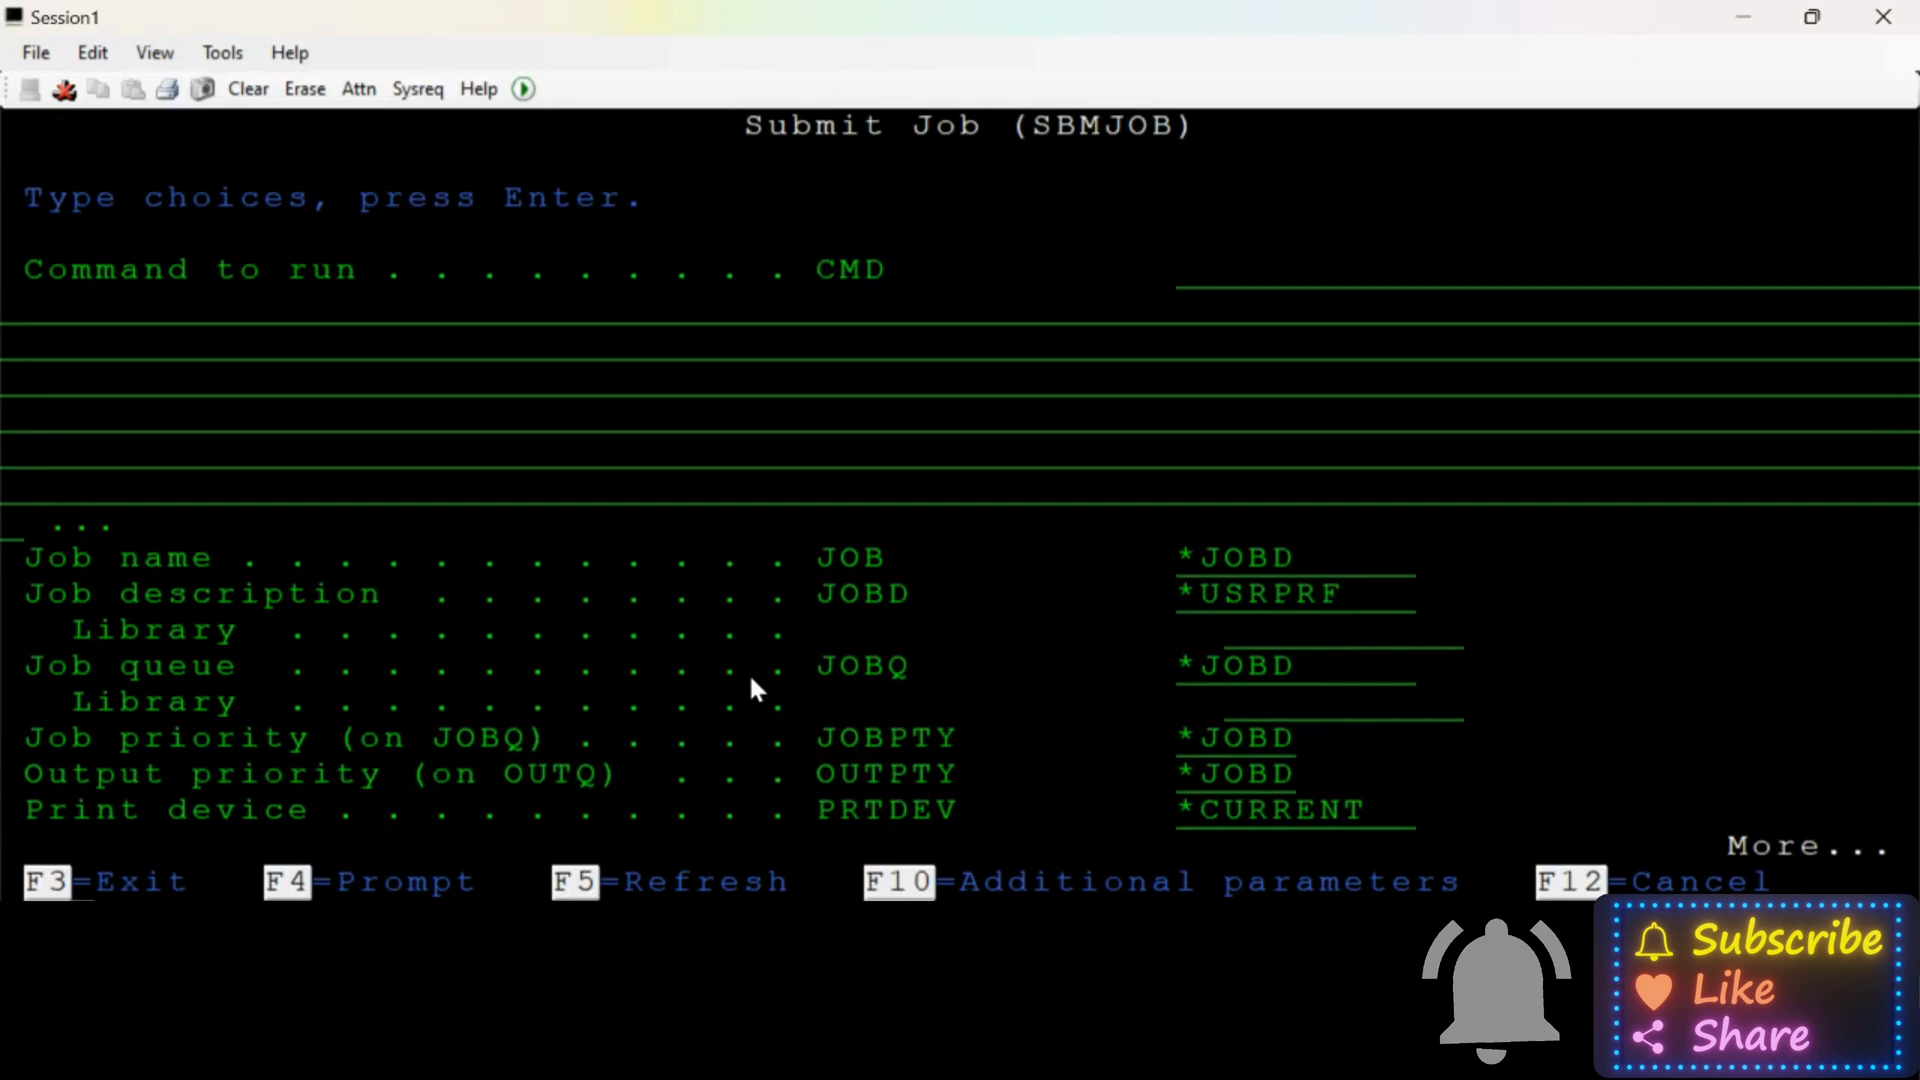 Session1
File Edit View Tools Help
Clear Erase Attn Sysreq Help
Submit Job (SBMJOB)
Type choices, press Enter.
Command to run . . . . . . . . . CMD
...
Job name . . . . . . . . . . . . JOB *JOBD
Job description . . . . . . . . JOBD *USRPRF
Library . . . . . . . . . . .
Job queue . . . . . . . . . . . JOBQ *JOBD
Library . . . . . . . . . . .
Job priority (on JOBQ) . . . . . JOBPTY *JOBD
Output priority (on OUTQ) . . . OUTPTY *JOBD
Print device . . . . . . . . . . PRTDEV *CURRENT
More...
F3=Exit F4=Prompt F5=Refresh F10=Additional parameters F12=Cancel
Subscribe
Like
Share